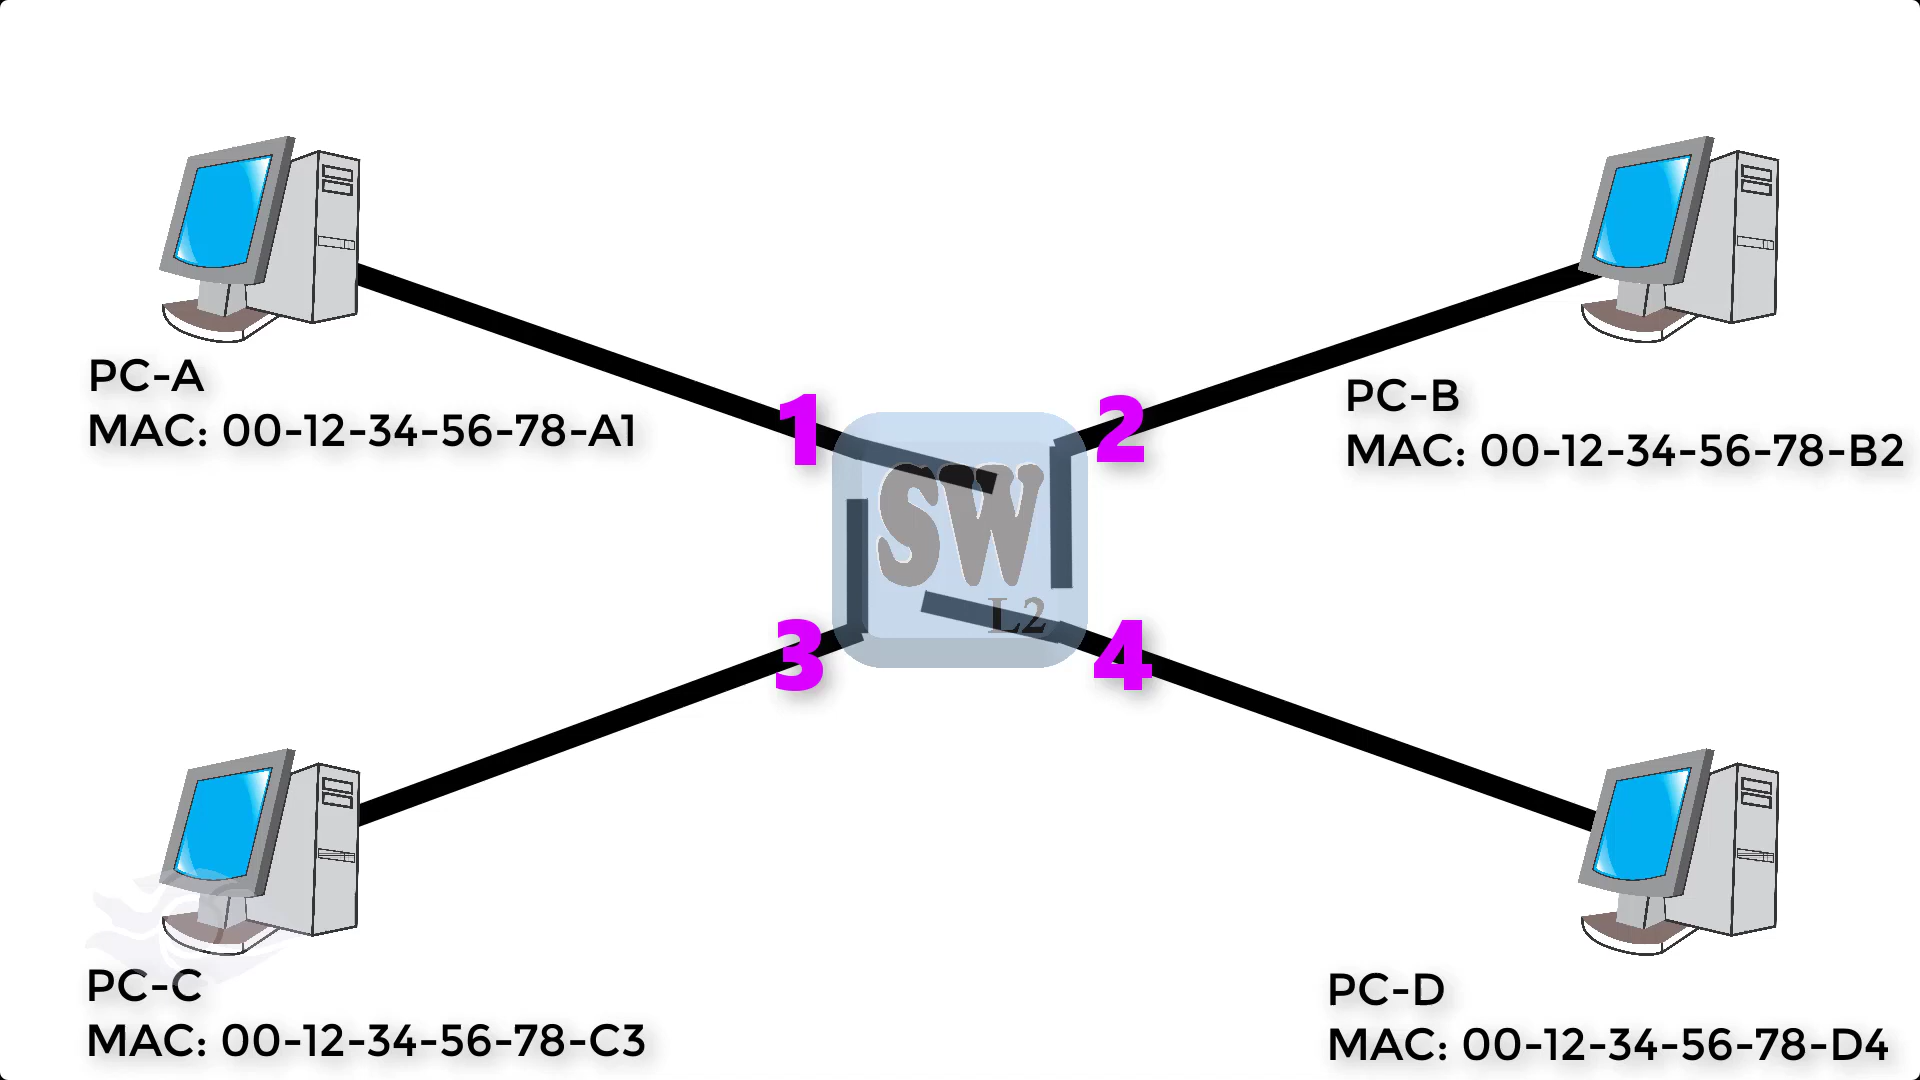 PC-A
MAC: 00-12-34-56-78-A1
PC-B
MAC: 00-12-34-56-78-B2
1
2
SW
L2
3
4
PC-C
MAC: 00-12-34-56-78-C3
PC-D
MAC: 00-12-34-56-78-D4